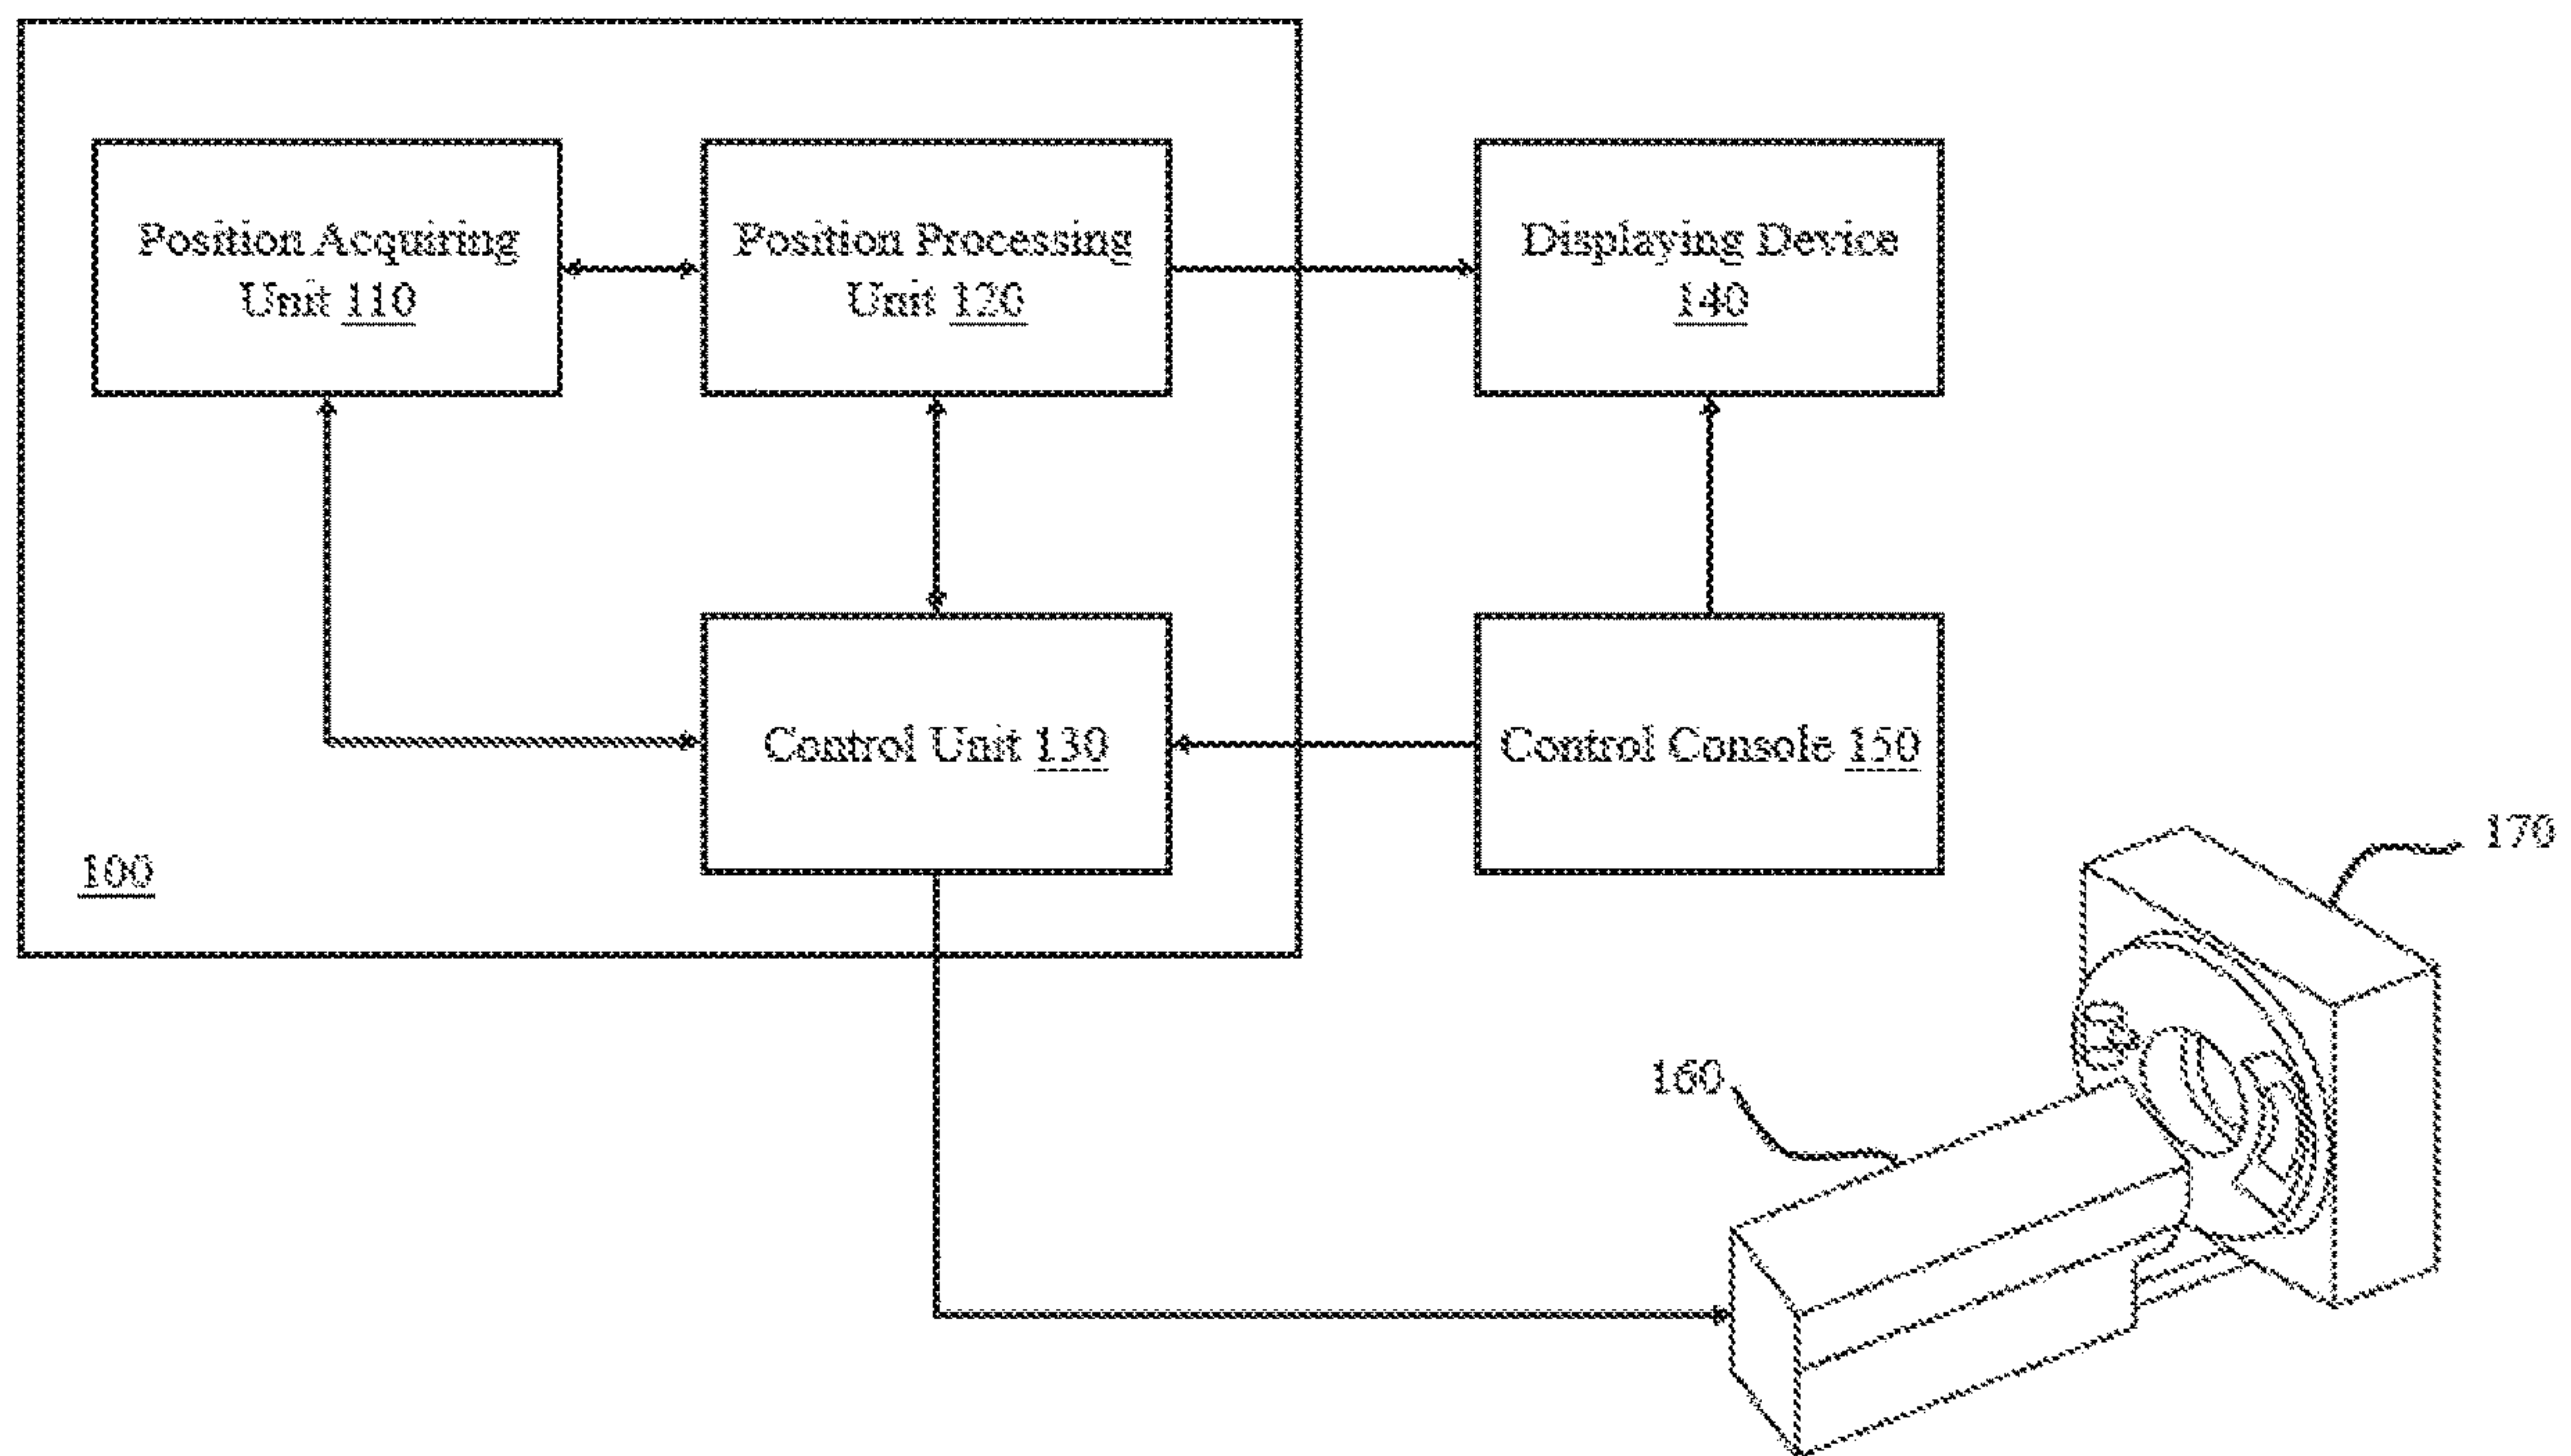 Position Acquiring
Unit 110
Position Processing
Unit 120
Displaying Device
140
Control Unit 130
Control Console 150
100
170
160